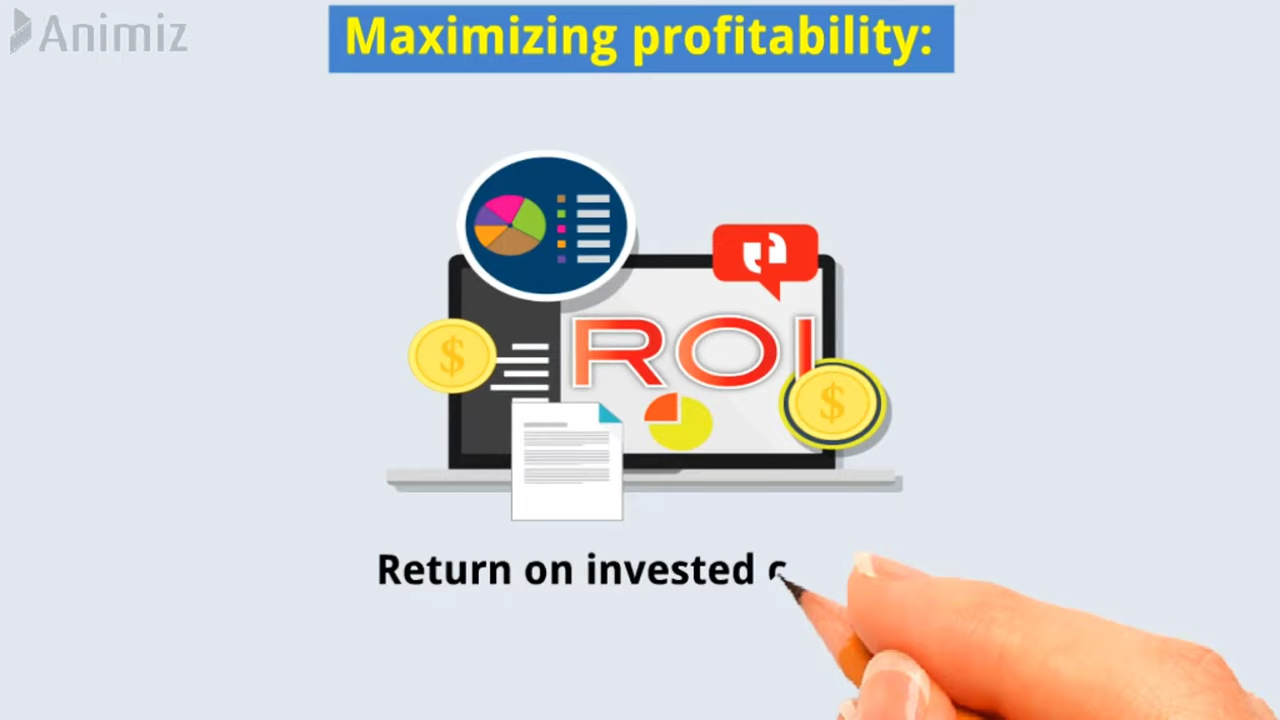 Animiz
Maximizing profitability:
$
ROI
$
Return on invested